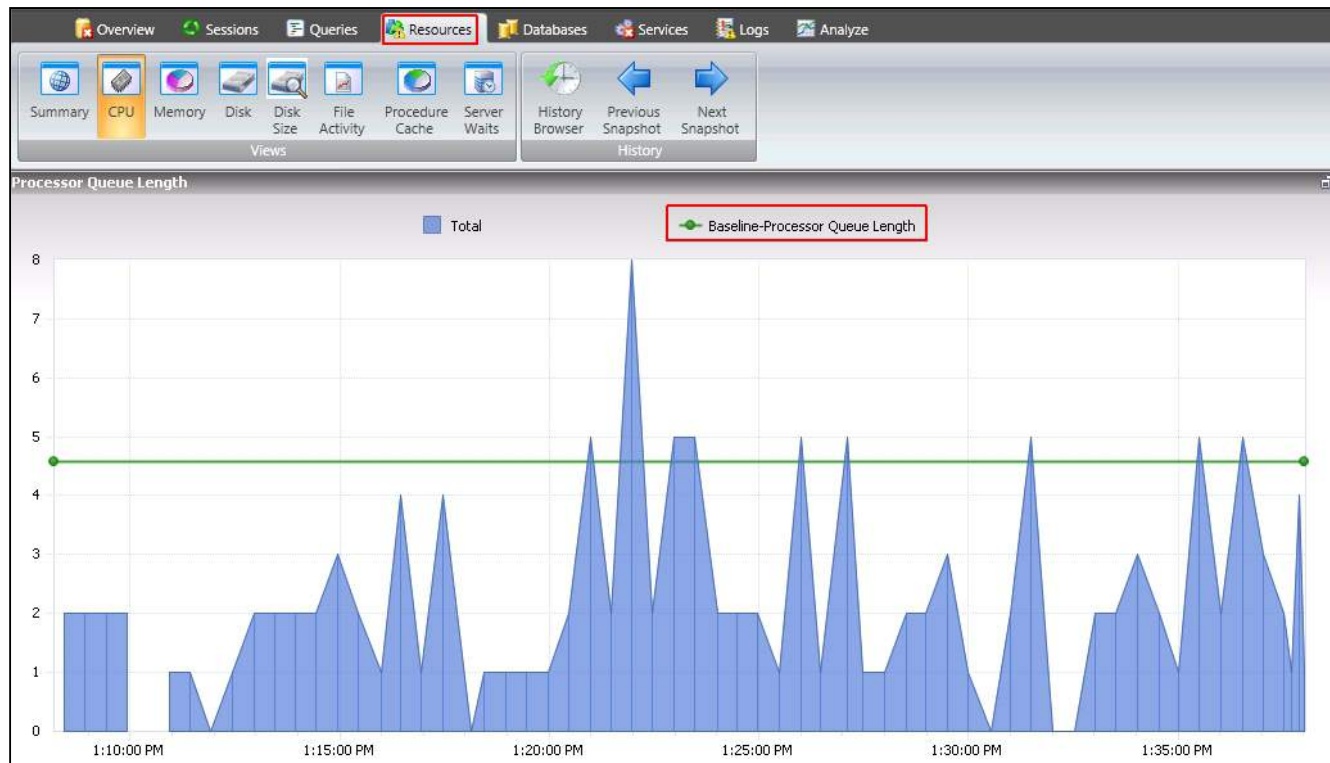 Overview Sessions Queries Resources Databases Services Logs Analyze
Summary CPU Memory Disk Disk Size File Activity Procedure Cache Server Waits History Browser Previous Snapshot Next Snapshot
Views History
Processor Queue Length
Total Baseline-Processor Queue Length
8
7
6
5
4
3
2
1
0
1:10:00 PM 1:15:00 PM 1:20:00 PM 1:25:00 PM 1:30:00 PM 1:35:00 PM